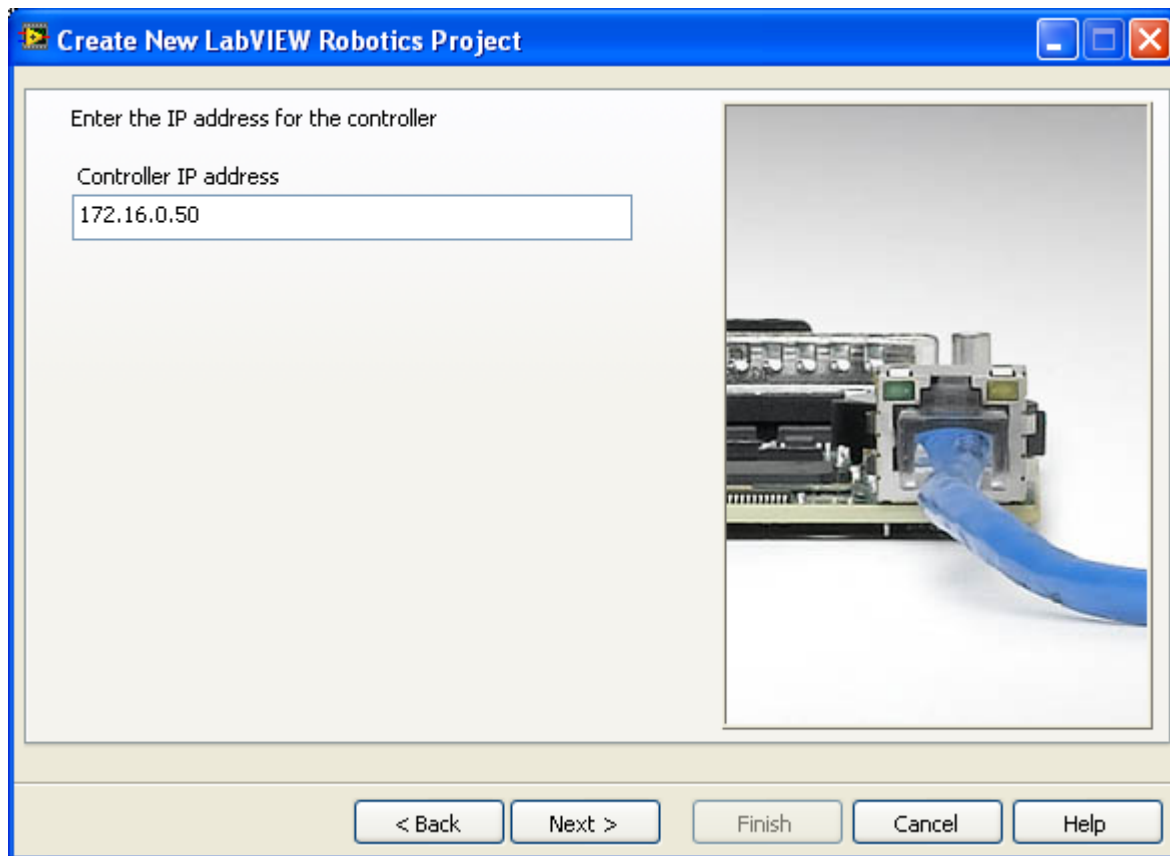 Create New LabVIEW Robotics Project
Enter the IP address for the controller
Controller IP address
172.16.0.50
< Back Next > Finish Cancel Help